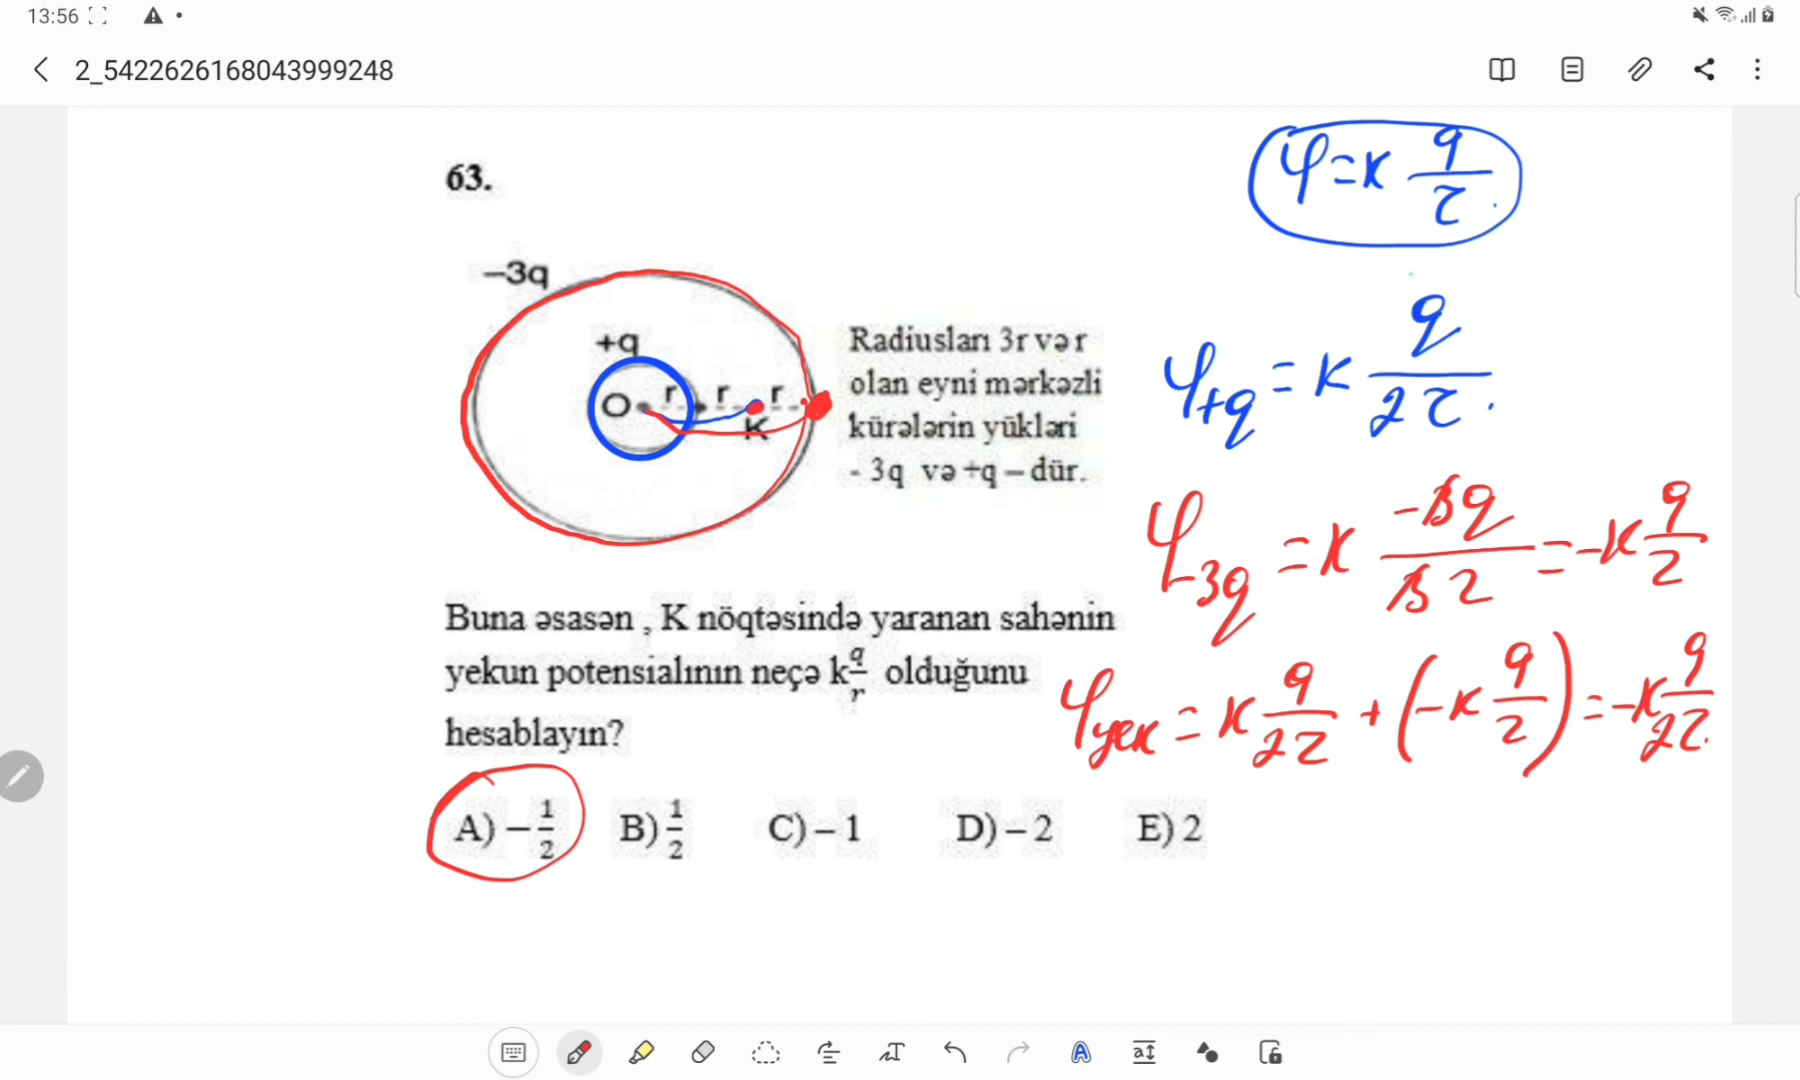 13:56
2_5422626168043999248
63.
-3q
+q
O r r r
K
Radiusları 3r və r
olan eyni mərkəzli
kürələrin yükləri
- 3q və +q – dür.
φ=k q/r.
φ+q = k q/2r.
φ-3q = k -3q/3r = -k q/r
Buna əsasən , K nöqtəsində yaranan sahənin
yekun potensialının neçə k q/r olduğunu
hesablayın?
φyek = k q/2r + (-k q/r) = -k q/2r.
A) – 1/2 B) 1/2 C) – 1 D) – 2 E) 2